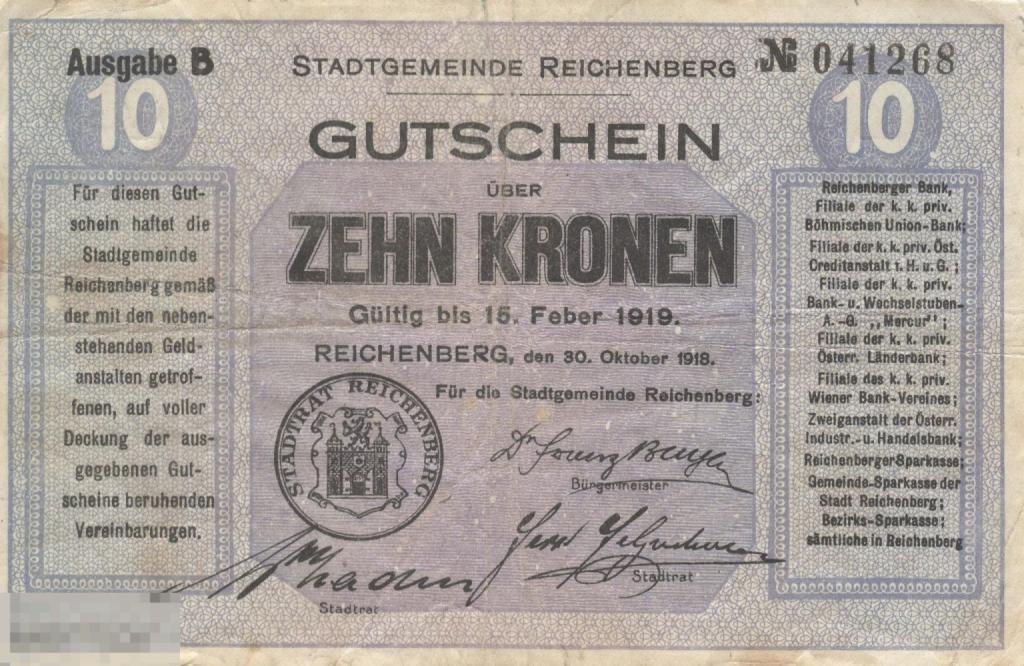 Ausgabe B
STADTGEMEINDE REICHENBERG
№ 041268
10
10
GUTSCHEIN
ÜBER
ZEHN KRONEN
Gültig bis 15. Feber 1919.
REICHENBERG, den 30. Oktober 1918.
Für die Stadtgemeinde Reichenberg:
Für diesen Gut-
schein haftet die
Stadtgemeinde
Reichenberg gemäß
der mit den neben-
stehenden Geld-
anstalten getrof-
fenen, auf voller
Deckung der aus-
gegebenen Gut-
scheine beruhenden
Vereinbarungen.
STADTRAT REICHENBERG
Dr Franz
Bürgermeister
Stadtrat
Stadtrat
Reichenberger Bank,
Filiale der k. k. priv.
Böhmischen Union-Bank;
Filiale der k. k. priv. Öst.
Creditanstalt f. H. u. G. ;
Filiale der k. k. priv.
Bank- u. Wechselstuben-
A.-G. „Mercur";
Filiale der k. k. priv.
Österr. Länderbank;
Filiale des k. k. priv.
Wiener Bank-Vereines;
Zweiganstalt der Österr.
Industr.- u. Handelsbank;
Reichenberger Sparkasse;
Gemeinde-Sparkasse der
Stadt Reichenberg;
Bezirks-Sparkasse;
sämtliche in Reichenberg
10
10